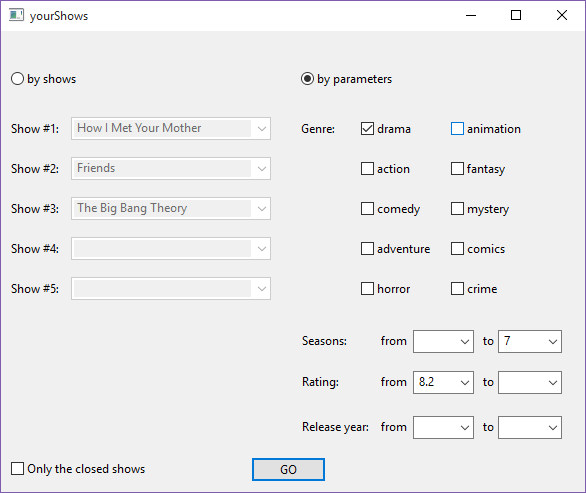 yourShows
by shows by parameters
Show #1: How I Met Your Mother Genre: drama animation
Show #2: Friends action fantasy
Show #3: The Big Bang Theory comedy mystery
Show #4: adventure comics
Show #5: horror crime
Seasons: from to 7
Rating: from 8.2 to
Release year: from to
Only the closed shows GO